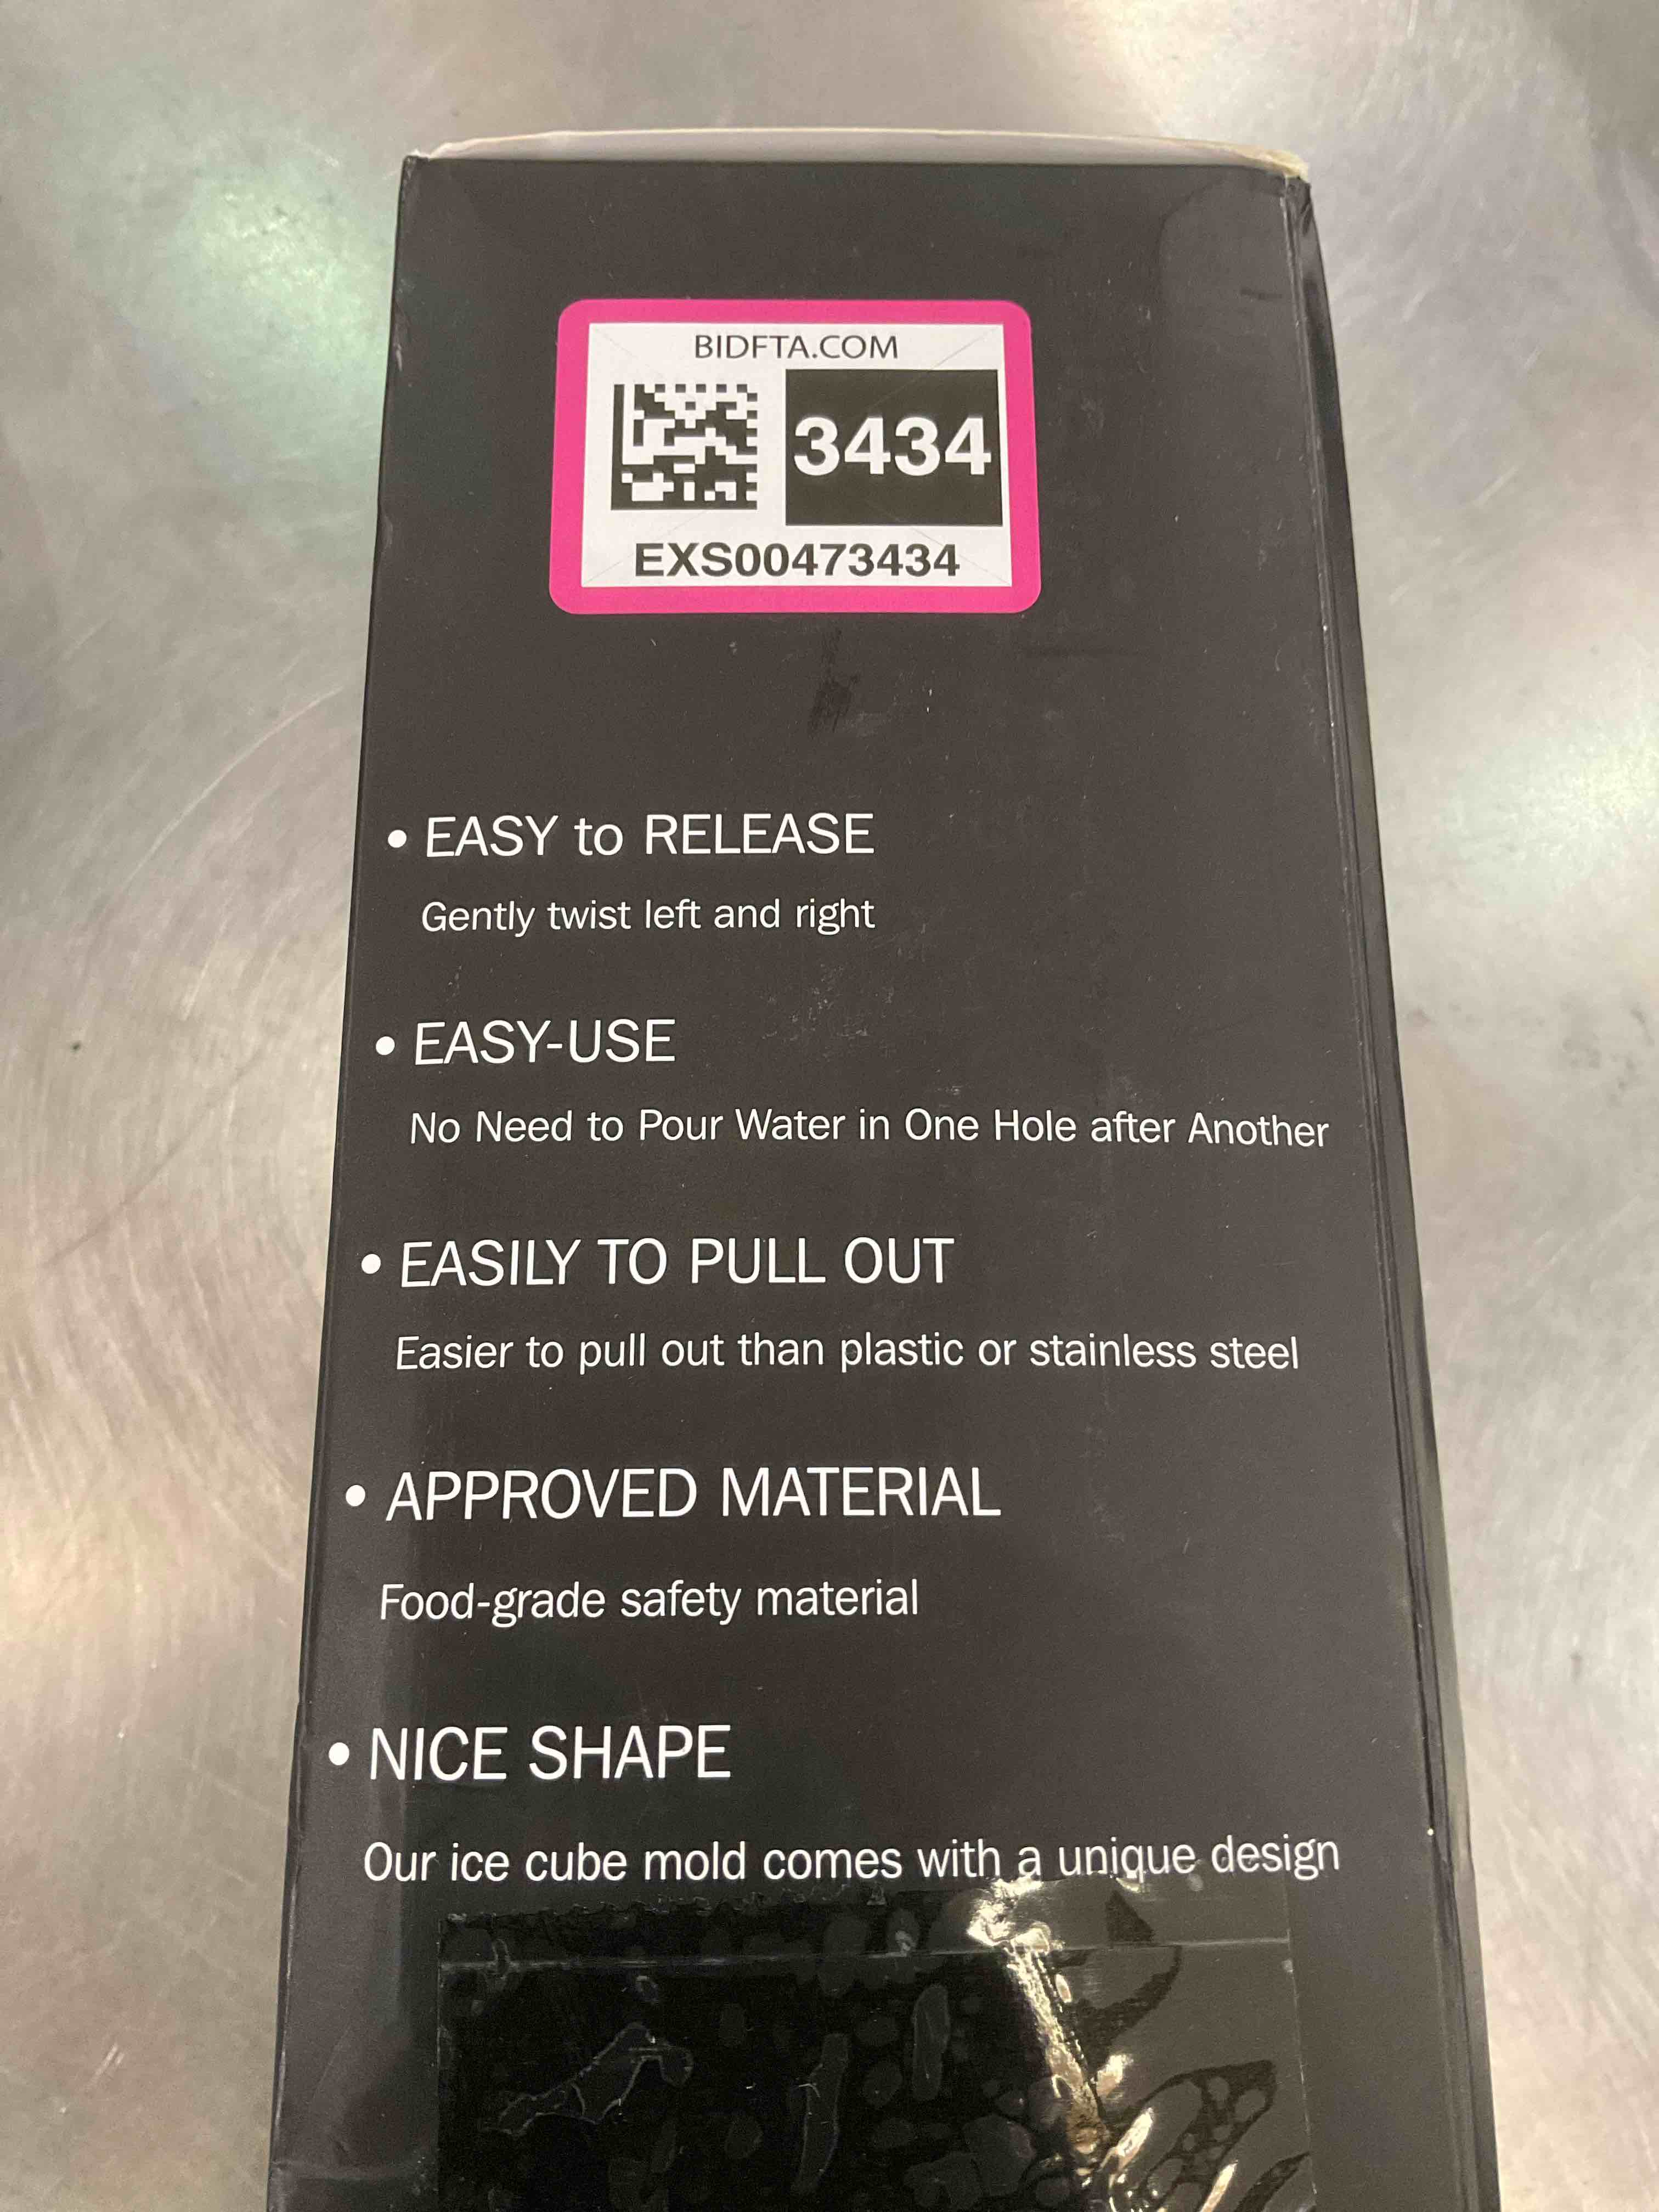 BIDFTA.COM
3434
EXS00473434
• EASY to RELEASE
Gently twist left and right
• EASY-USE
No Need to Pour Water in One Hole after Another
• EASILY TO PULL OUT
Easier to pull out than plastic or stainless steel
• APPROVED MATERIAL
Food-grade safety material
• NICE SHAPE
Our ice cube mold comes with a unique design